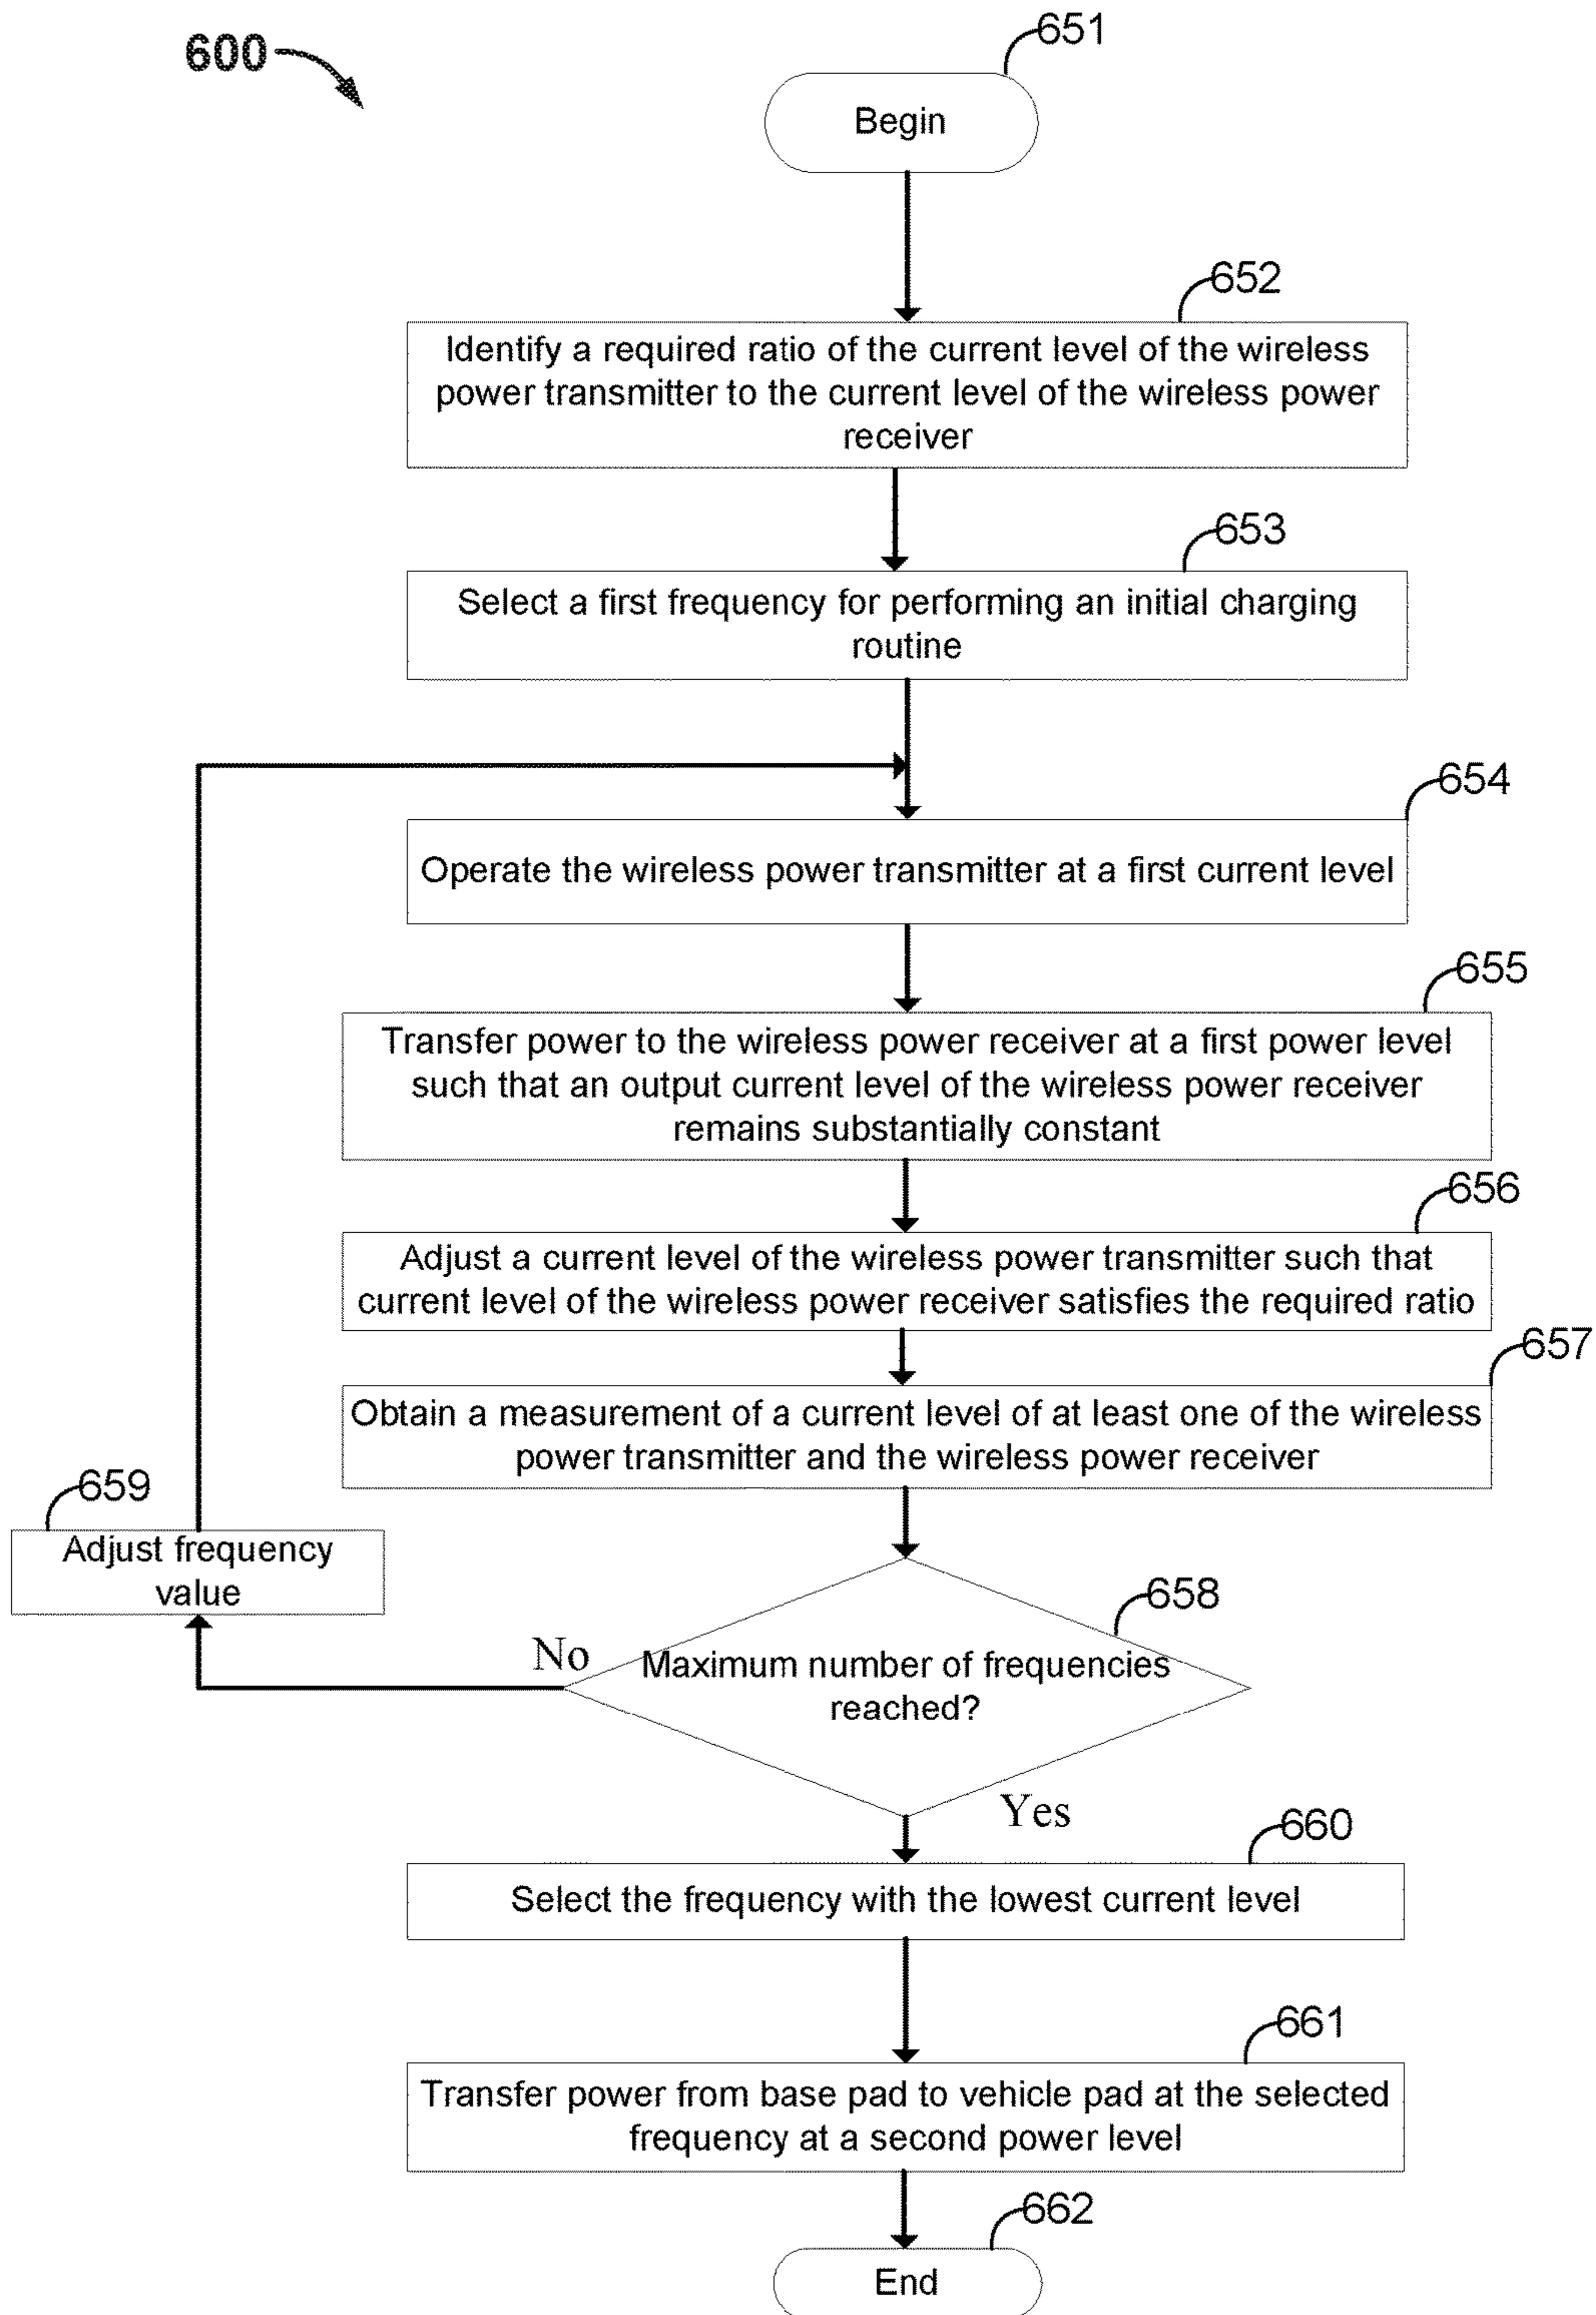 600
651
Begin
652
Identify a required ratio of the current level of the wireless
power transmitter to the current level of the wireless power
receiver
653
Select a first frequency for performing an initial charging
routine
654
Operate the wireless power transmitter at a first current level
655
Transfer power to the wireless power receiver at a first power level
such that an output current level of the wireless power receiver
remains substantially constant
656
Adjust a current level of the wireless power transmitter such that
current level of the wireless power receiver satisfies the required ratio
657
Obtain a measurement of a current level of at least one of the wireless
power transmitter and the wireless power receiver
659
Adjust frequency
value
658
No
Maximum number of frequencies
reached?
Yes
660
Select the frequency with the lowest current level
661
Transfer power from base pad to vehicle pad at the selected
frequency at a second power level
662
End